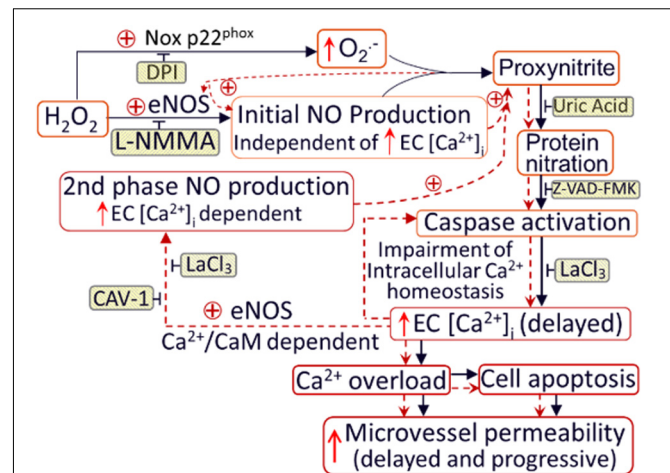 ⊕ Nox p22phox
DPI
↑O₂·-
Proxynitrite
H₂O₂
⊕eNOS
L-NMMA
⊕
Initial NO Production
Independent of ↑ EC [Ca²⁺]i
⊕
Uric Acid
Protein
nitration
Z-VAD-FMK
2nd phase NO production
↑EC [Ca²⁺]i dependent
⊕
Caspase activation
Impairment of
Intracellular Ca²⁺
homeostasis
LaCl₃
LaCl₃
CAV-1
⊕ eNOS
Ca²⁺/CaM dependent
↑EC [Ca²⁺]i (delayed)
Ca²⁺ overload
Cell apoptosis
↑ Microvessel permeability
(delayed and progressive)